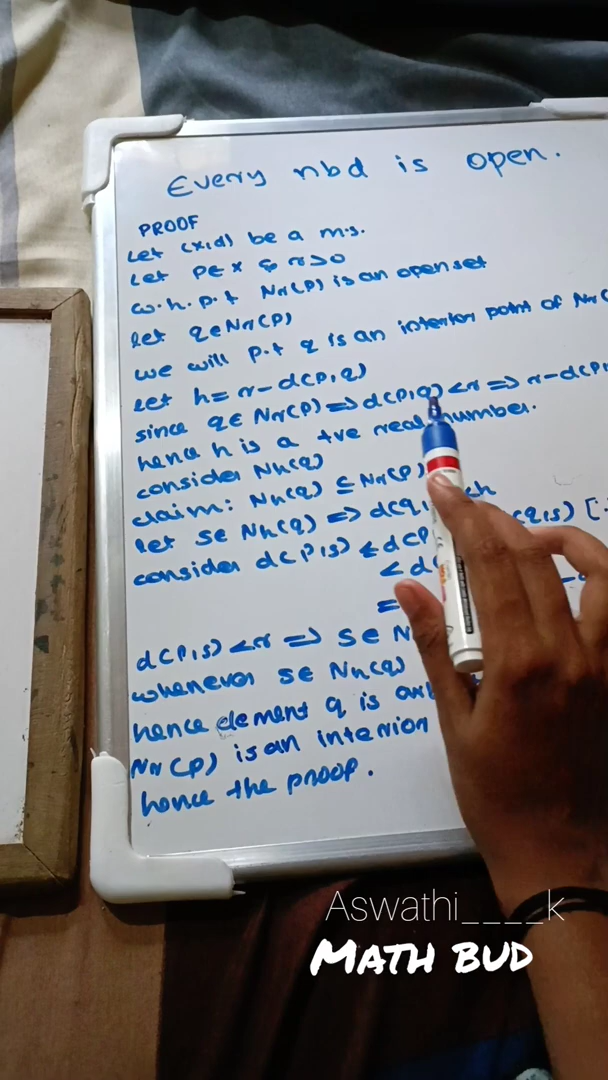 Every nbd is open.
PROOF
Let (x,d) be a m.s.
Let p∈x & r>0
w.h.p.t Nr(p) is an open set
let q∈Nr(p)
we will p.t q is an interior point of Nr(
let h=r-d(p,q)
since q∈ Nr(p) ⇒ d(p,q)<r ⇒ r-d(p,
hence h is a +ve real number.
consider Nh(q)
claim: Nh(q) ⊆ Nr(p)
let s∈ Nh(q) ⇒ d(q,
consider d(p,s) ≤ d(p, (q,s) [∵
< d(
=
d(p,s) <r ⇒ s∈ N
whenever s∈ Nh(q)
hence element q is
Nr(p) is an interior
hence the proof.
Aswathi____k
MATH BUD